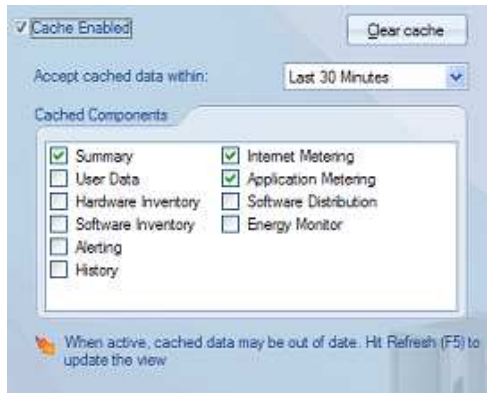 Cache Enabled
Clear cache
Accept cached data within:
Last 30 Minutes
Cached Components
Summary
User Data
Hardware Inventory
Software Inventory
Alerting
History
Internet Metering
Application Metering
Software Distribution
Energy Monitor
When active, cached data may be out of date. Hit Refresh (F5) to
update the view